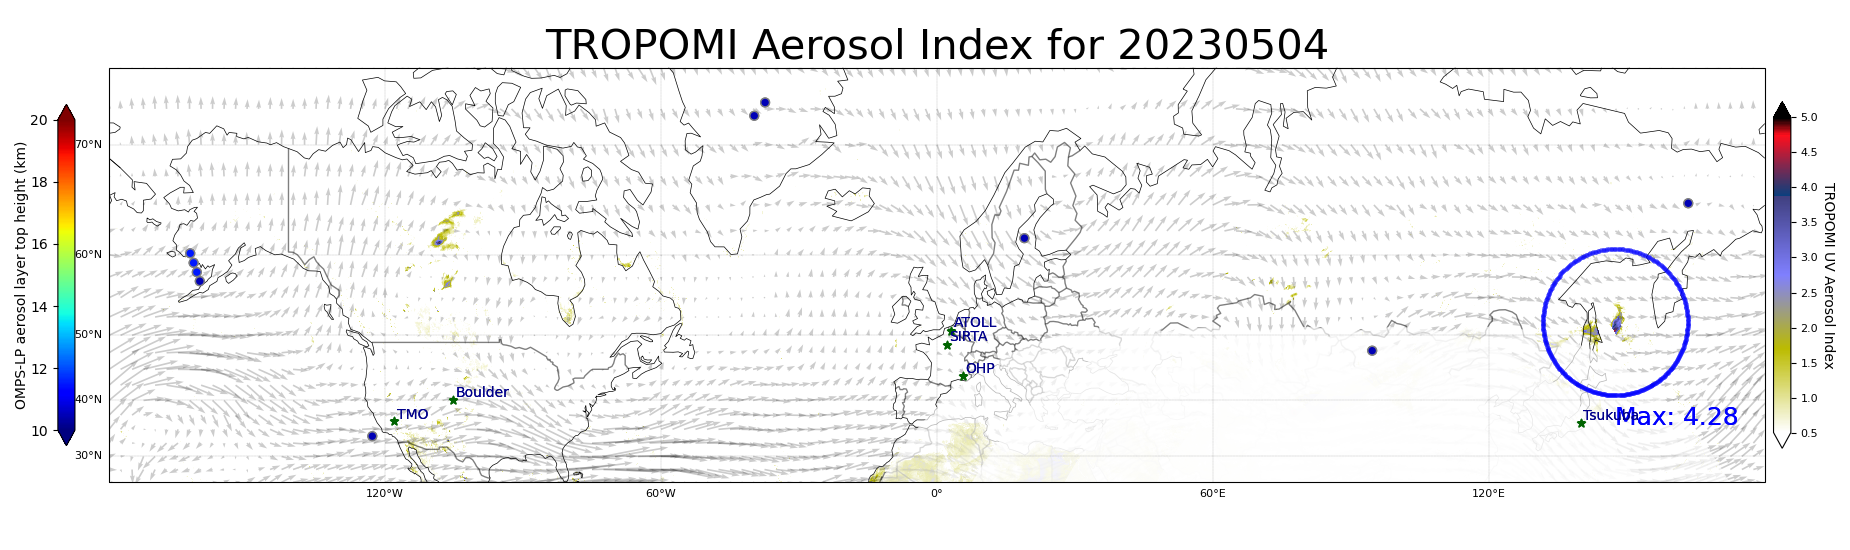 TROPOMI Aerosol Index for 20230504
20
18
16
14
12
10
OMPS-LP aerosol layer top height (km)
70°N
60°N
50°N
40°N
30°N
120°W
60°W
0°
60°E
120°E
ATOLL
SIRTA
OHP
Boulder
TMO
Tsukuba
Max: 4.28
5.0
4.5
4.0
3.5
3.0
2.5
2.0
1.5
1.0
0.5
TROPOMI UV Aerosol Index